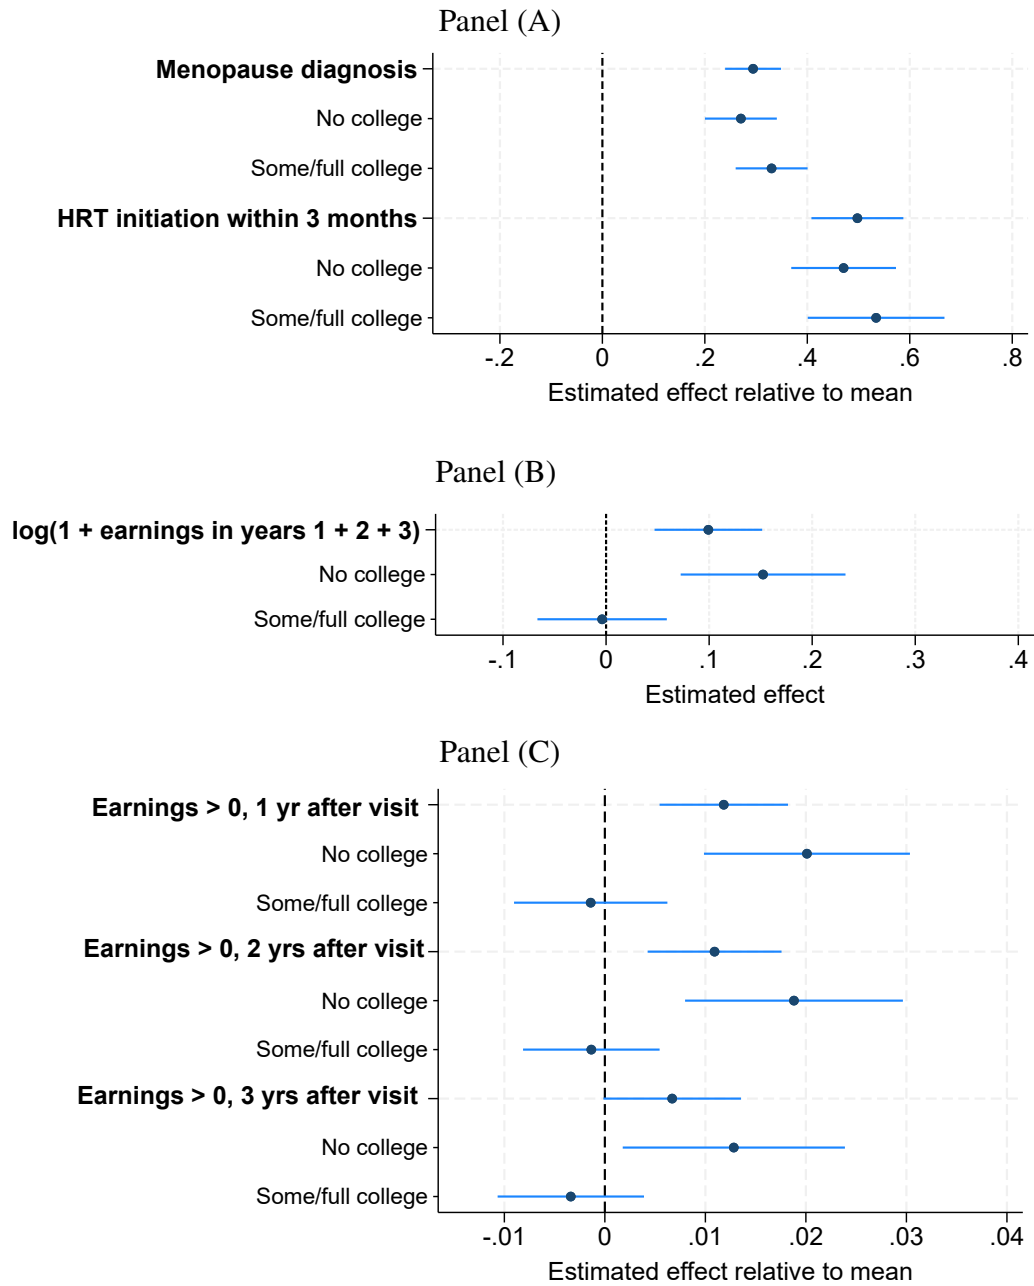 Panel (A)
Menopause diagnosis
No college
Some/full college
HRT initiation within 3 months
No college
Some/full college
-.2 0 .2 .4 .6 .8
Estimated effect relative to mean
Panel (B)
log(1 + earnings in years 1 + 2 + 3)
No college
Some/full college
-.1 0 .1 .2 .3 .4
Estimated effect
Panel (C)
Earnings > 0, 1 yr after visit
No college
Some/full college
Earnings > 0, 2 yrs after visit
No college
Some/full college
Earnings > 0, 3 yrs after visit
No college
Some/full college
-.01 0 .01 .02 .03 .04
Estimated effect relative to mean